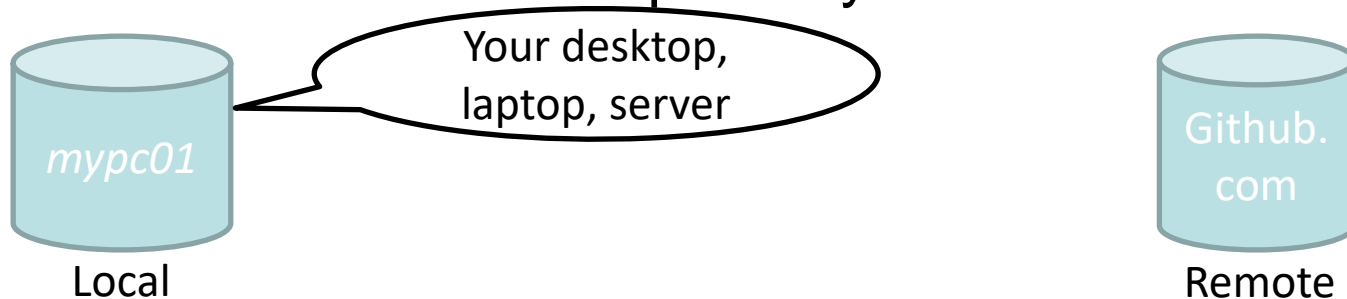 Your desktop,
laptop, server
mypc01
Github.
com
Local
Remote